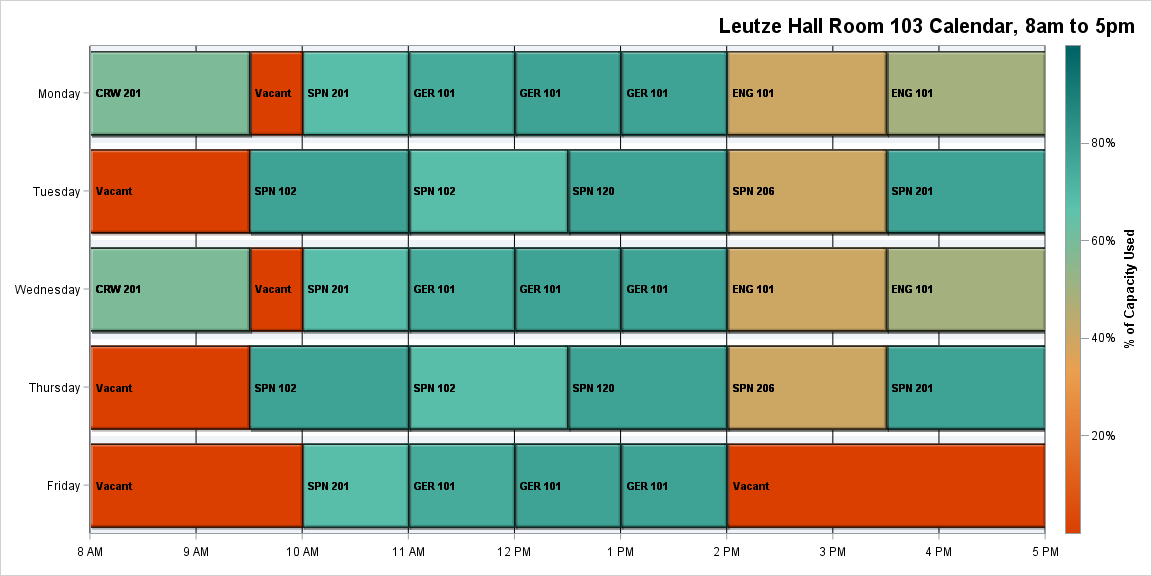 Leutze Hall Room 103 Calendar, 8am to 5pm
Monday
CRW 201
Vacant
SPN 201
GER 101
GER 101
GER 101
ENG 101
ENG 101
Tuesday
Vacant
SPN 102
SPN 102
SPN 120
SPN 206
SPN 201
Wednesday
CRW 201
Vacant
SPN 201
GER 101
GER 101
GER 101
ENG 101
ENG 101
Thursday
Vacant
SPN 102
SPN 102
SPN 120
SPN 206
SPN 201
Friday
Vacant
SPN 201
GER 101
GER 101
GER 101
Vacant
8 AM
9 AM
10 AM
11 AM
12 PM
1 PM
2 PM
3 PM
4 PM
5 PM
80%
60%
40%
20%
% of Capacity Used